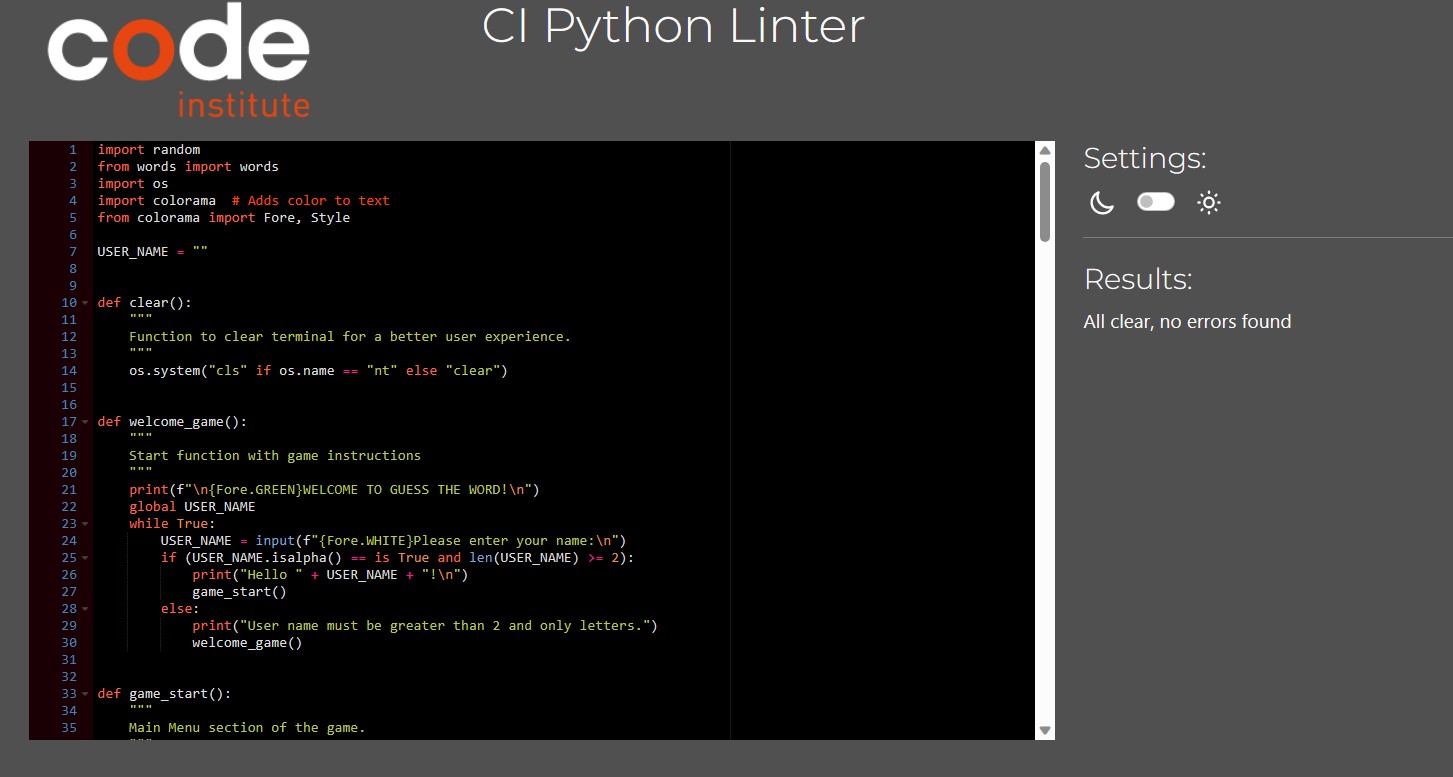 code
institute
CI Python Linter
1 import random
2 from words import words
3 import os
4 import colorama  # Adds color to text
5 from colorama import Fore, Style
6
7 USER_NAME = ""
8
9
10 def clear():
11     """
12     Function to clear terminal for a better user experience.
13     """
14     os.system("cls" if os.name == "nt" else "clear")
15
16
17 def welcome_game():
18     """
19     Start function with game instructions
20     """
21     print(f"\n{Fore.GREEN}WELCOME TO GUESS THE WORD!\n")
22     global USER_NAME
23     while True:
24         USER_NAME = input(f"{Fore.WHITE}Please enter your name:\n")
25         if (USER_NAME.isalpha() == is True and len(USER_NAME) >= 2):
26             print("Hello " + USER_NAME + "!\n")
27             game_start()
28         else:
29             print("User name must be greater than 2 and only letters.")
30             welcome_game()
31
32
33 def game_start():
34     """
35     Main Menu section of the game.
"""
Settings:
Results:
All clear, no errors found